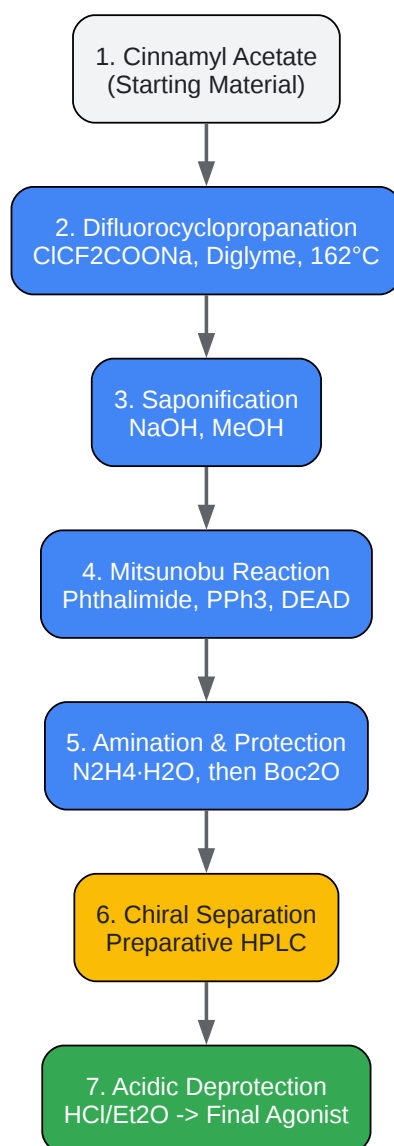 1. Cinnamyl Acetate
(Starting Material)
2. Difluorocyclopropanation
ClCF2COONa, Diglyme, 162°C
3. Saponification
NaOH, MeOH
4. Mitsunobu Reaction
Phthalimide, PPh3, DEAD
5. Amination & Protection
N2H4·H2O, then Boc2O
6. Chiral Separation
Preparative HPLC
7. Acidic Deprotection
HCl/Et2O -> Final Agonist